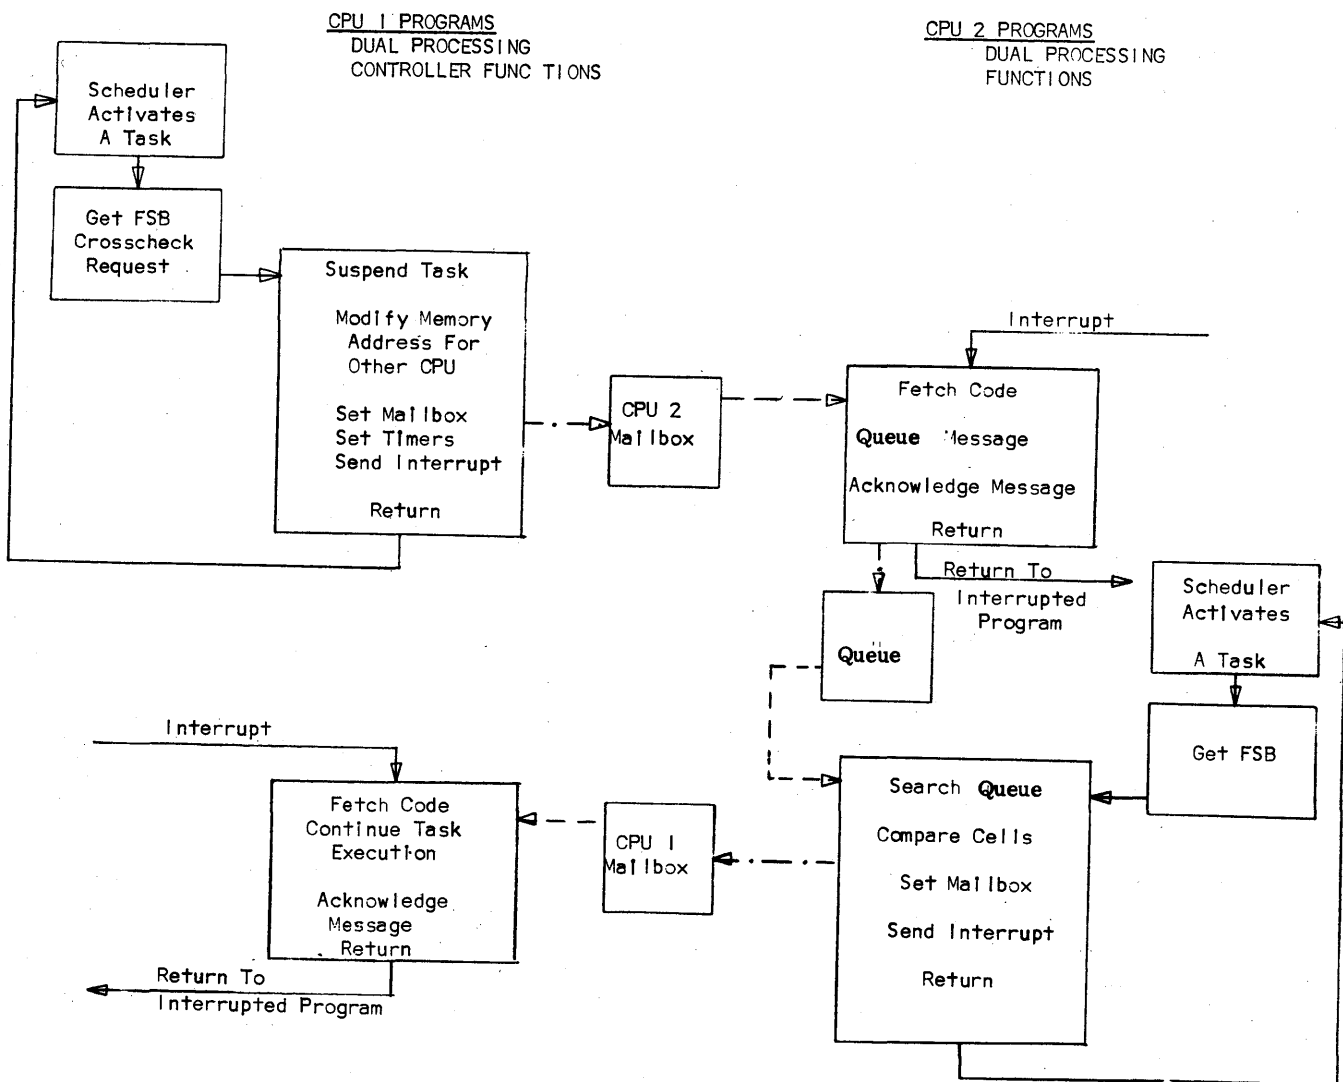 CPU 1 PROGRAMS
DUAL PROCESSING
CONTROLLER FUNC TIONS
CPU 2 PROGRAMS
DUAL PROCESSING
FUNCTIONS
Scheduler
Activates
A Task
Get FSB
Crosscheck
Request
Suspend Task
Modify Memory
Address For
Other CPU
Set Mailbox
Set Timers
Send Interrupt
Return
CPU 2
Mailbox
Interrupt
Fetch Code
Queue Message
Acknowledge Message
Return
Return To
Interrupted
Program
Queue
Scheduler
Activates
A Task
Get FSB
Search Queue
Compare Cells
Set Mailbox
Send Interrupt
Return
CPU 1
Mailbox
Interrupt
Fetch Code
Continue Task
Execution
Acknowledge
Message
Return
Return To
Interrupted Program